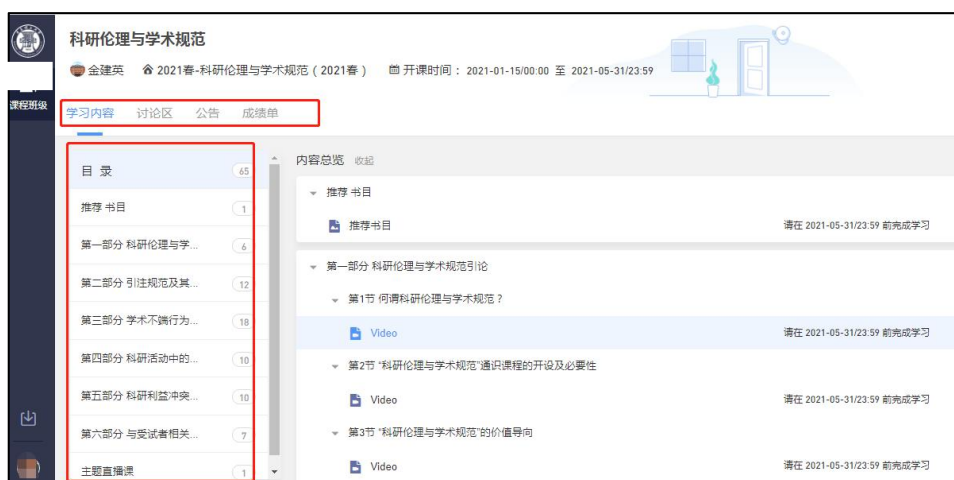 科研伦理与学术规范
金建英 2021春-科研伦理与学术规范 ( 2021春 ) 开课时间： 2021-01-15/00:00 至 2021-05-31/23:59
课程班级
学习内容 讨论区 公告 成绩单
目 录 65
推荐 书目 1
第一部分 科研伦理与学... 6
第二部分 引注规范及其... 12
第三部分 学术不端行为... 18
第四部分 科研活动中的... 10
第五部分 科研利益冲突... 10
第六部分 与受试者相关... 7
主题直播课 1
内容总览 收起
推荐 书目
推荐书目 请在 2021-05-31/23:59 前完成学习
第一部分 科研伦理与学术规范引论
第1节 何谓科研伦理与学术规范？
Video 请在 2021-05-31/23:59 前完成学习
第2节 “科研伦理与学术规范”通识课程的开设及必要性
Video 请在 2021-05-31/23:59 前完成学习
第3节 “科研伦理与学术规范”的价值导向
Video 请在 2021-05-31/23:59 前完成学习